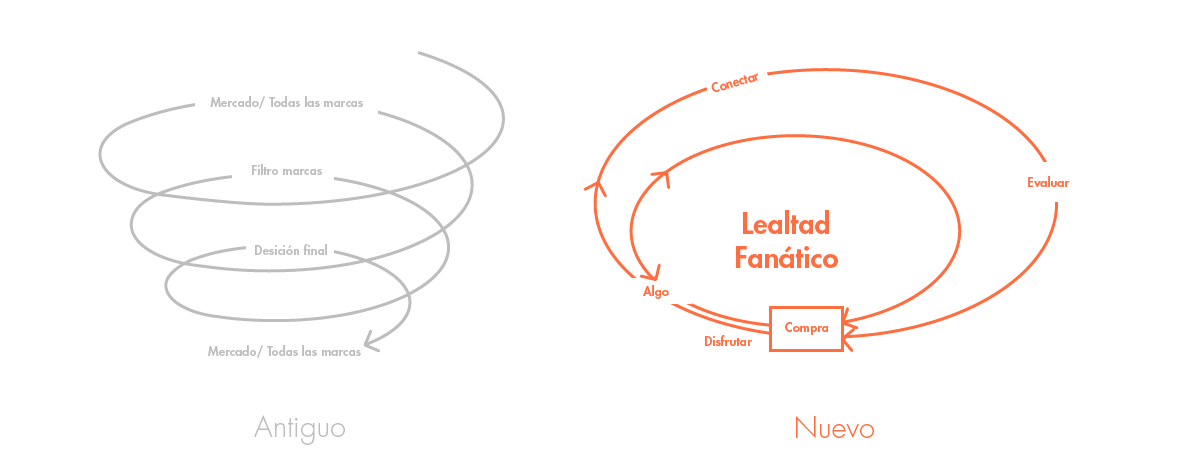 Mercado/ Todas las marcas
Filtro marcas
Desición final
Mercado/ Todas las marcas
Antiguo
Conectar
Evaluar
Lealtad
Fanático
Algo
Compra
Disfrutar
Nuevo